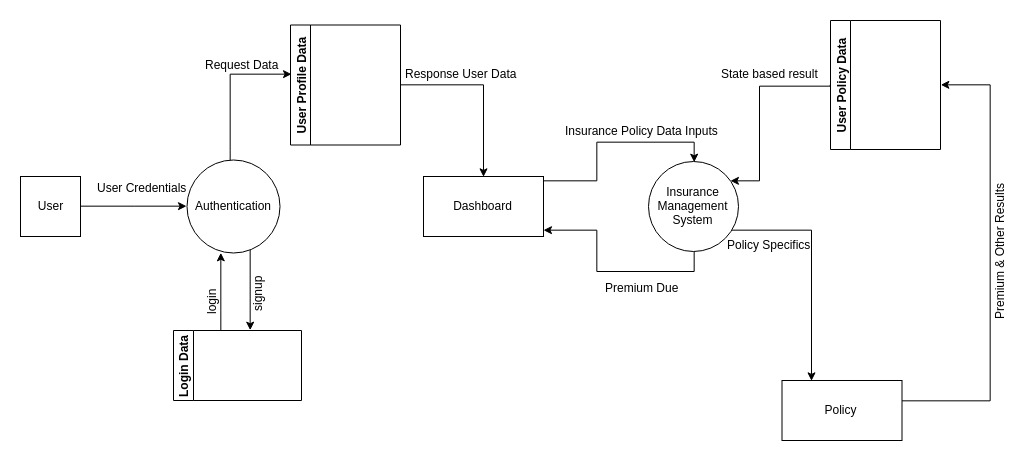 Request Data
User Profile Data
Response User Data
State based result
User Policy Data
Insurance Policy Data Inputs
User
User Credentials
Authentication
Dashboard
Insurance
Management
System
Policy Specifics
Premium & Other Results
login
signup
Premium Due
Login Data
Policy